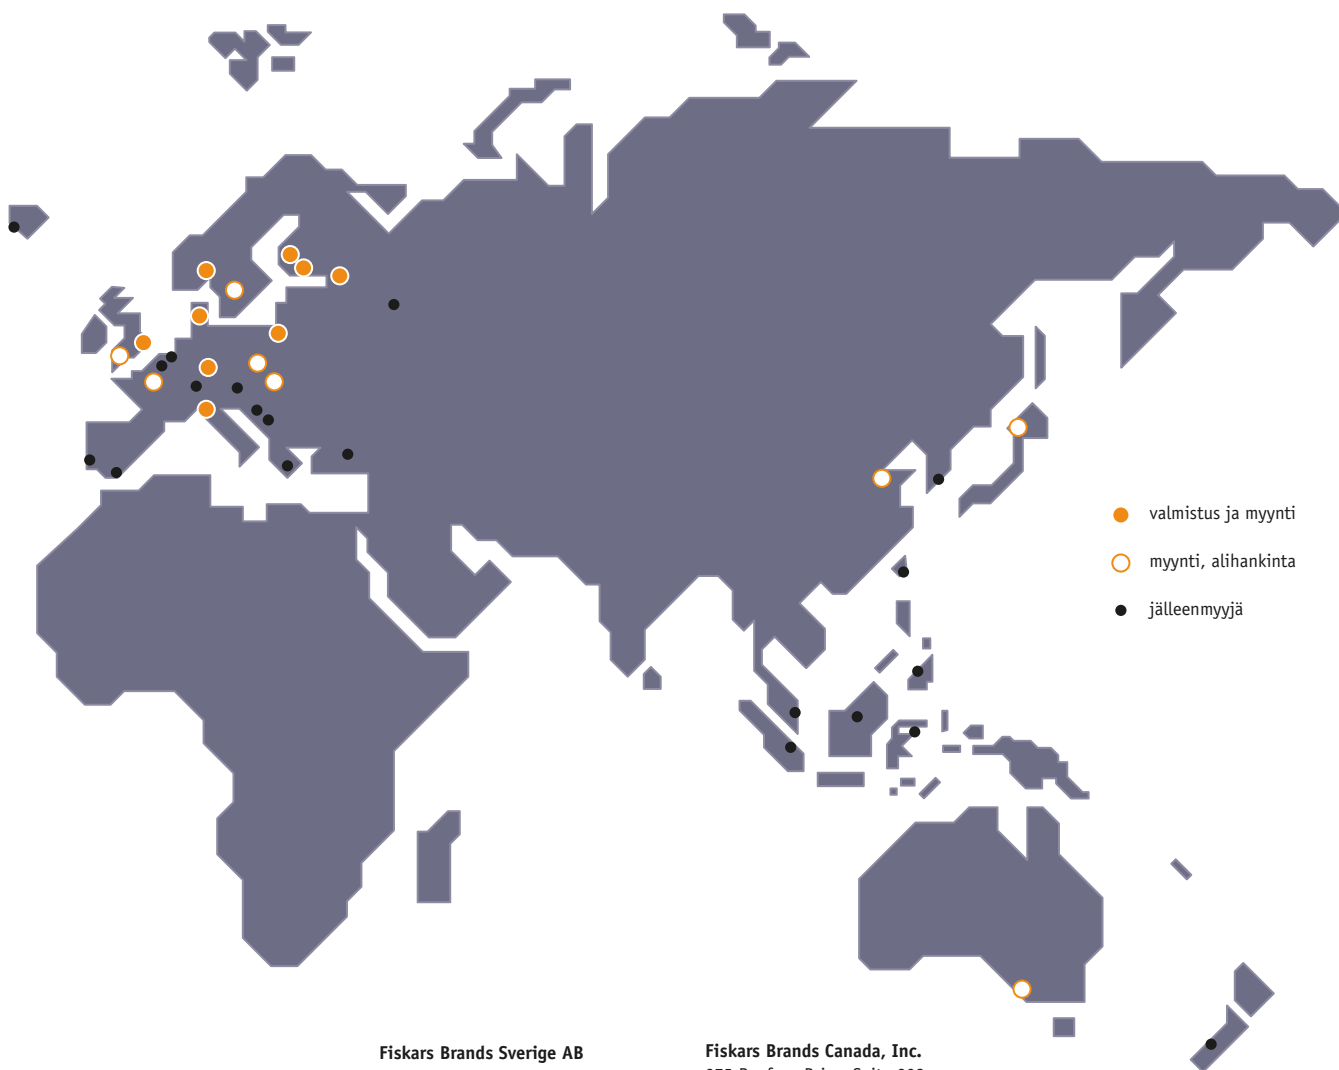 valmistus ja myynti
myynti, alihankinta
jälleenmyyjä
Fiskars Brands Sverige AB
Fiskars Brands Canada, Inc.